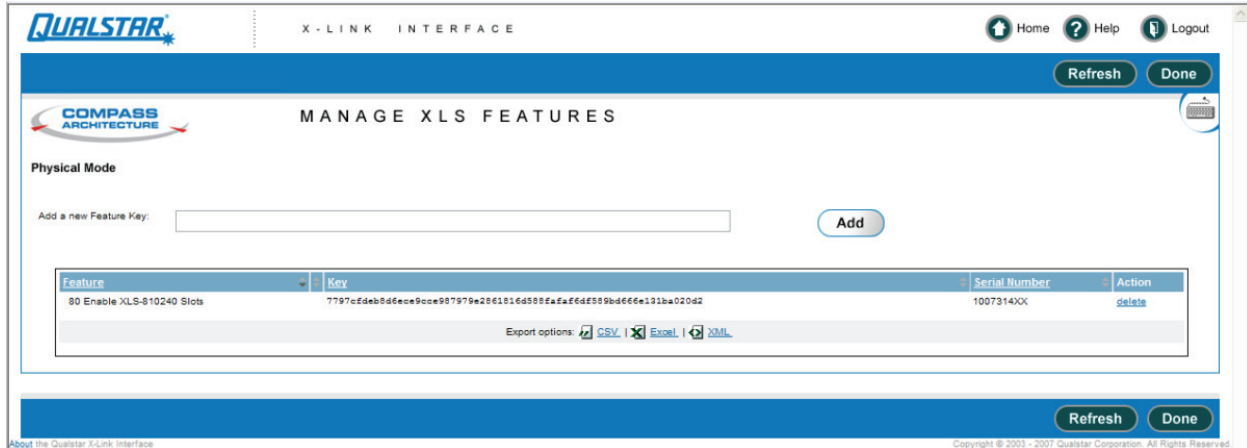 QUALSTAR X-LINK INTERFACE Home ? Help Logout
Refresh Done
COMPASS ARCHITECTURE MANAGE XLS FEATURES
Physical Mode
Add a new Feature Key: Add
Feature Key Serial Number Action
80 Enable XLS-810240 Slots 7797cfdeb8d6ece9cce987979e2861816d588fafaf6df589bd666e131ba020d2 1007314XX delete
Export options: CSV | Excel | XML
Refresh Done
About the Qualstar X-Link Interface Copyright © 2003 - 2007 Qualstar Corporation. All Rights Reserved.